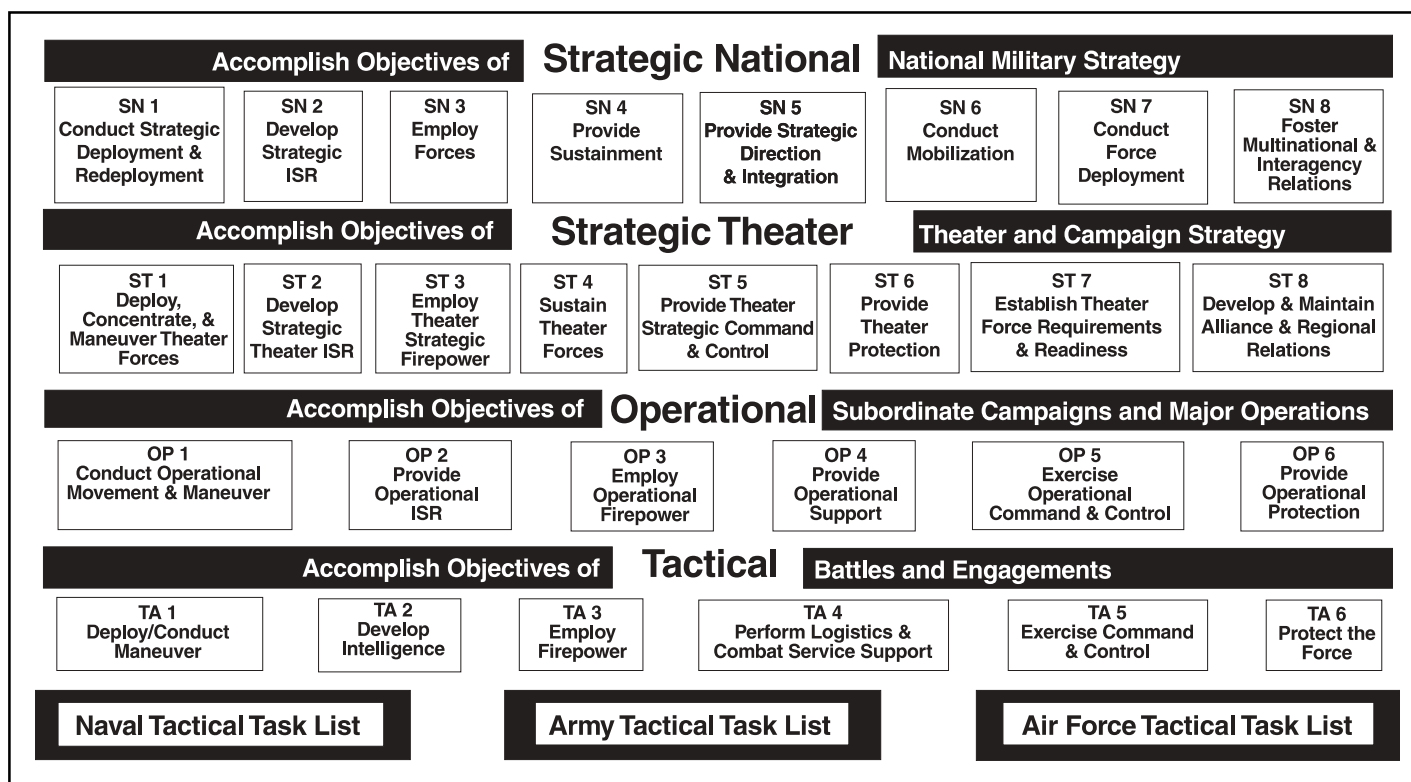 Accomplish Objectives of Strategic National National Military Strategy
SN 1
Conduct Strategic
Deployment &
Redeployment
SN 2
Develop
Strategic
ISR
SN 3
Employ
Forces
SN 4
Provide
Sustainment
SN 5
Provide Strategic
Direction
& Integration
SN 6
Conduct
Mobilization
SN 7
Conduct
Force
Deployment
SN 8
Foster
Multinational &
Interagency
Relations
Accomplish Objectives of Strategic Theater Theater and Campaign Strategy
ST 1
Deploy,
Concentrate, &
Maneuver Theater
Forces
ST 2
Develop
Strategic
Theater ISR
ST 3
Employ
Theater
Strategic
Firepower
ST 4
Sustain
Theater
Forces
ST 5
Provide Theater
Strategic Command
& Control
ST 6
Provide
Theater
Protection
ST 7
Establish Theater
Force Requirements
& Readiness
ST 8
Develop & Maintain
Alliance & Regional
Relations
Accomplish Objectives of Operational Subordinate Campaigns and Major Operations
OP 1
Conduct Operational
Movement & Maneuver
OP 2
Provide
Operational
ISR
OP 3
Employ
Operational
Firepower
OP 4
Provide
Operational
Support
OP 5
Exercise
Operational
Command & Control
OP 6
Provide
Operational
Protection
Accomplish Objectives of Tactical Battles and Engagements
TA 1
Deploy/Conduct
Maneuver
TA 2
Develop
Intelligence
TA 3
Employ
Firepower
TA 4
Perform Logistics &
Combat Service Support
TA 5
Exercise Command
& Control
TA 6
Protect the
Force
Naval Tactical Task List
Army Tactical Task List
Air Force Tactical Task List